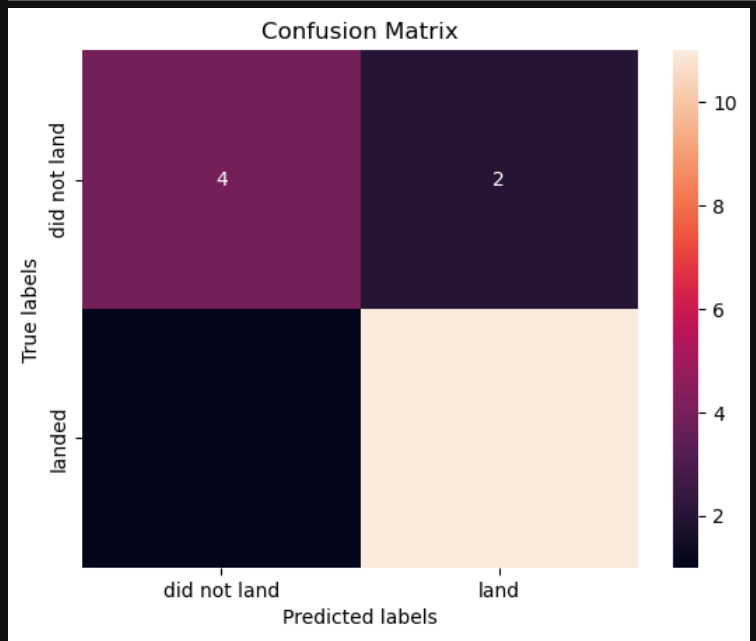 Confusion Matrix
did not land
4
2
landed
True labels
did not land
land
Predicted labels
10
8
6
4
2